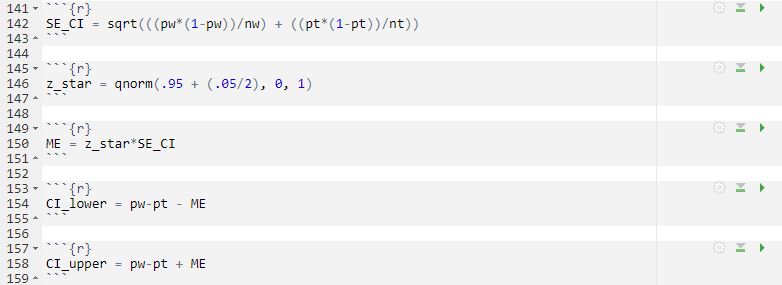 141 ```{r}
142 SE_CI = sqrt(((pw*(1-pw))/nw) + ((pt*(1-pt))/nt))
143 ```
144
145 ```{r}
146 z_star = qnorm(.95 + (.05/2), 0, 1)
147 ```
148
149 ```{r}
150 ME = z_star*SE_CI
151 ```
152
153 ```{r}
154 CI_lower = pw-pt - ME
155 ```
156
157 ```{r}
158 CI_upper = pw-pt + ME
159 ```